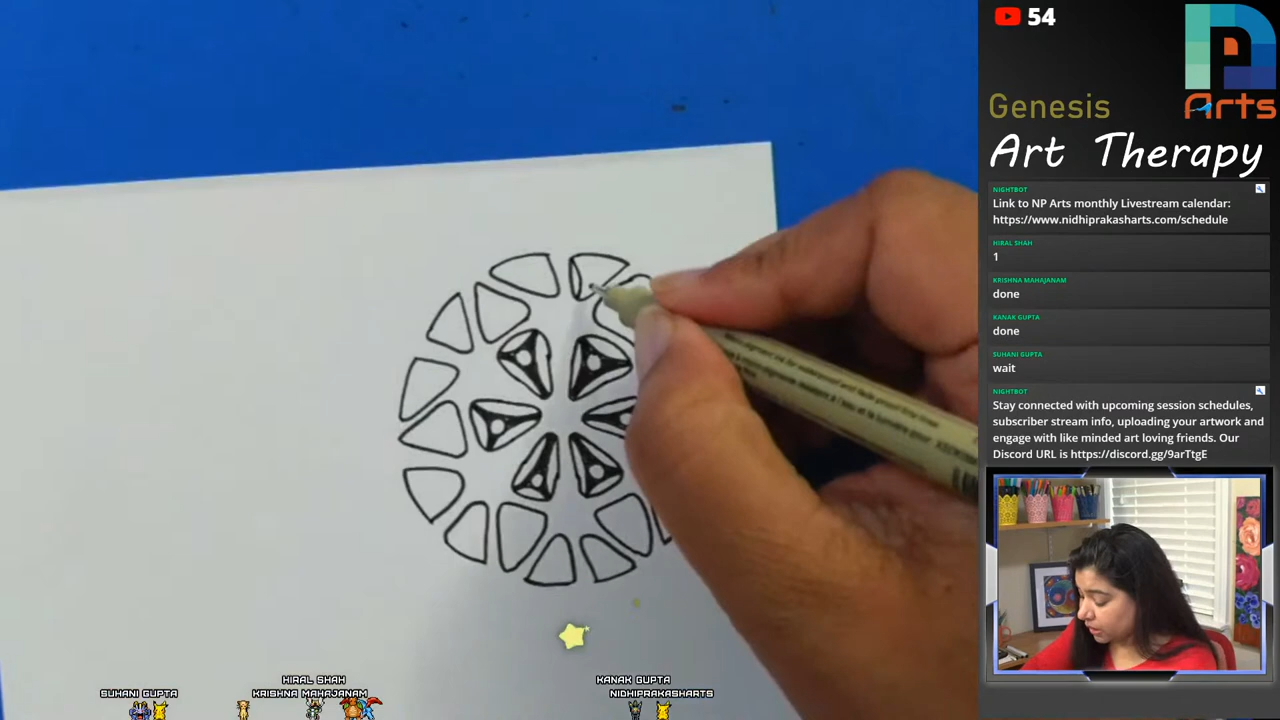 54
Arts
Genesis
Art Therapy
NIGHTBOT
Link to NP Arts monthly Livestream calendar:
https://www.nidhiprakasharts.com/schedule
HIRAL SHAH
1
KRISHNA MAHAJANAM
done
KANAK GUPTA
done
SUHANI GUPTA
wait
NIGHTBOT
Stay connected with upcoming session schedules,
subscriber stream info, uploading your artwork and
engage with like minded art loving friends. Our
Discord URL is https://discord.gg/9arTtgE
HIRAL SHAH
KANAK GUPTA
SUHANI GUPTA
KRISHNA MAHAJANAM
NIDHIPRAKASHARTS